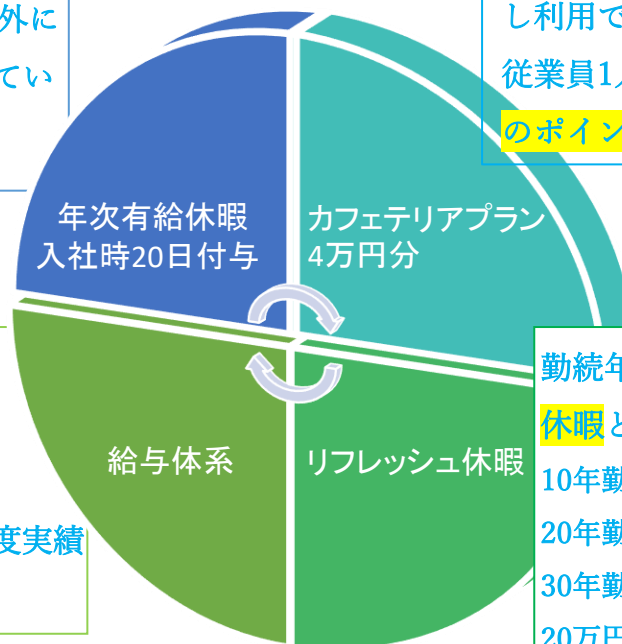 外に
てい
し利用で
従業員1
のポイン
年次有給休暇
入社時20日付与
カフェテリアプラン
4万円分
給与体系
リフレッシュ休暇
度実績
勤続年
休暇と
10年勤
20年勤
30年勤
20万円